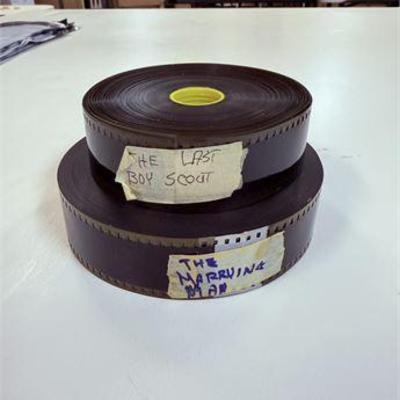 THE LAST
BOY SCOUT
THE
MARRYING
MAN